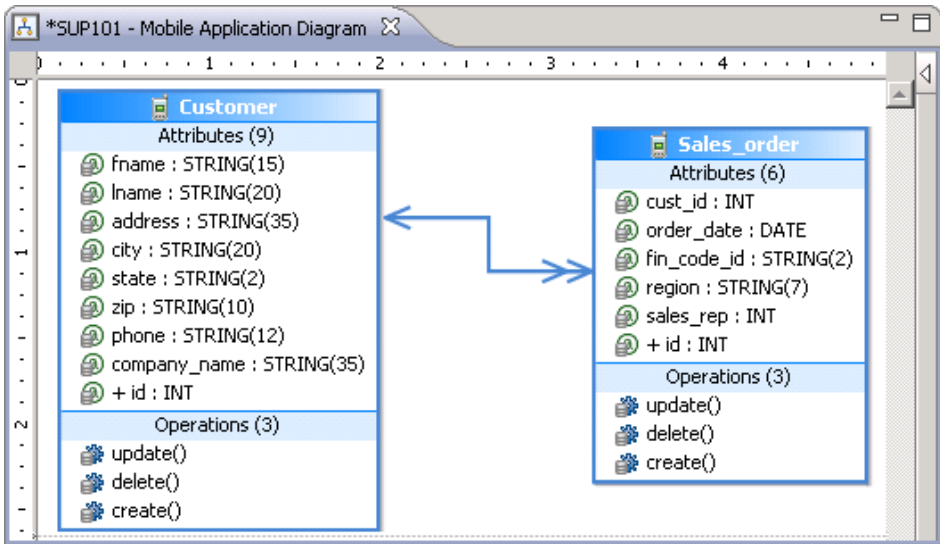 *SUP101 - Mobile Application Diagram
0 1 2 3 4
1
2
Customer
Attributes (9)
fname : STRING(15)
lname : STRING(20)
address : STRING(35)
city : STRING(20)
state : STRING(2)
zip : STRING(10)
phone : STRING(12)
company_name : STRING(35)
+ id : INT
Operations (3)
update()
delete()
create()
Sales_order
Attributes (6)
cust_id : INT
order_date : DATE
fin_code_id : STRING(2)
region : STRING(7)
sales_rep : INT
+ id : INT
Operations (3)
update()
delete()
create()